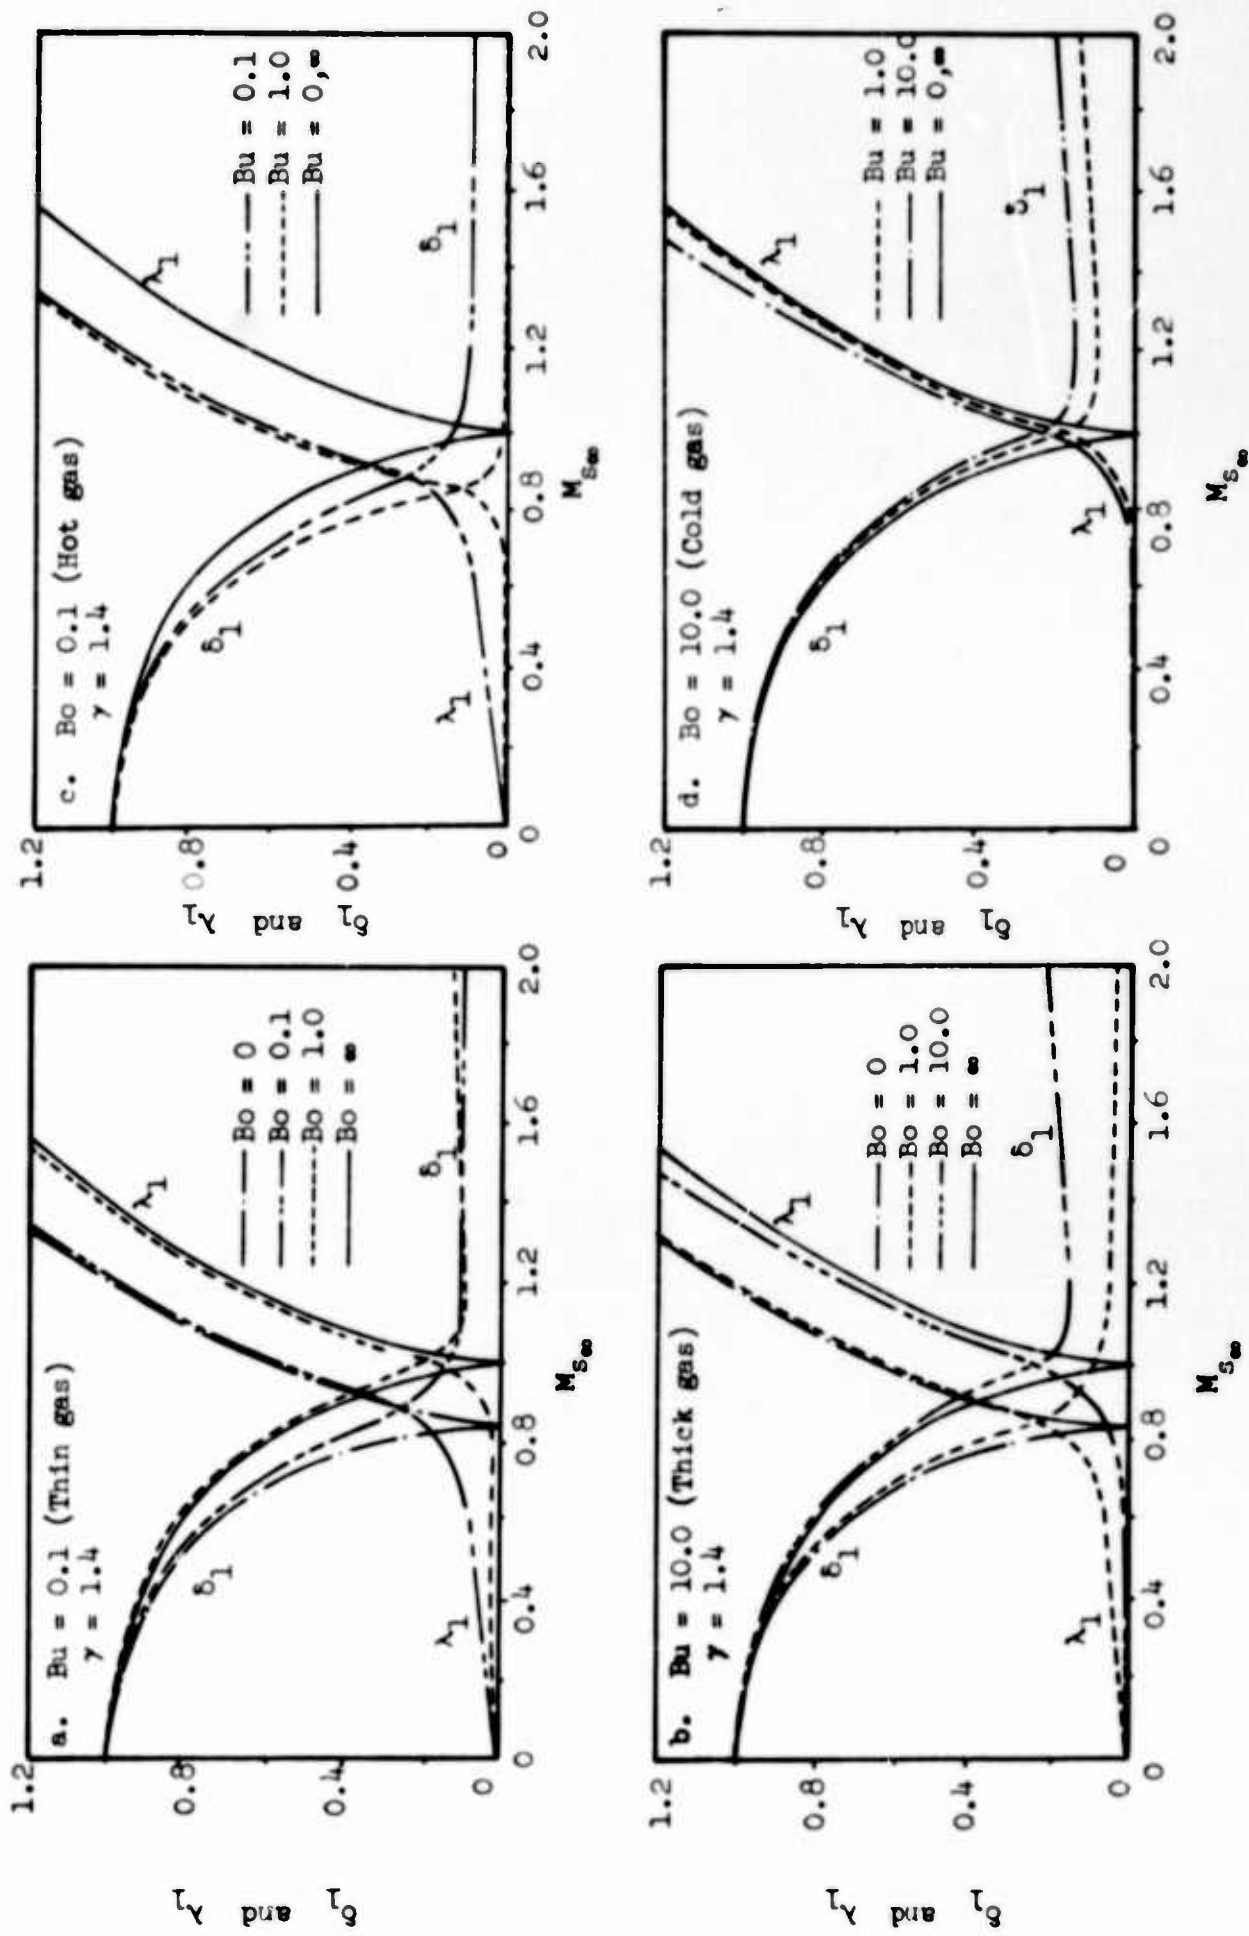 a. Bu = 0.1 (Thin gas)
γ = 1.4
Bo = 0
Bo = 0.1
Bo = 1.0
Bo = ∞
λ1
δ1
δ1
λ1
1.2
0.8
0.4
0
0
0.4
0.8
1.2
1.6
2.0
δ1 and λ1
Ms∞
b. Bu = 10.0 (Thick gas)
γ = 1.4
Bo = 0
Bo = 1.0
Bo = 10.0
Bo = ∞
λ1
δ1
δ1
λ1
1.2
0.8
0.4
0
0
0.4
0.8
1.2
1.6
2.0
δ1 and λ1
Ms∞
c. Bo = 0.1 (Hot gas)
γ = 1.4
Bu = 0.1
Bu = 1.0
Bu = 0,∞
λ1
δ1
δ1
λ1
1.2
0.8
0.4
0
0
0.4
0.8
1.2
1.6
2.0
δ1 and λ1
Ms∞
d. Bo = 10.0 (Cold gas)
γ = 1.4
Bu = 1.0
Bu = 10.0
Bu = 0,∞
λ1
δ1
δ1
λ1
1.2
0.8
0.4
0
0
0.4
0.8
1.2
1.6
2.0
δ1 and λ1
Ms∞